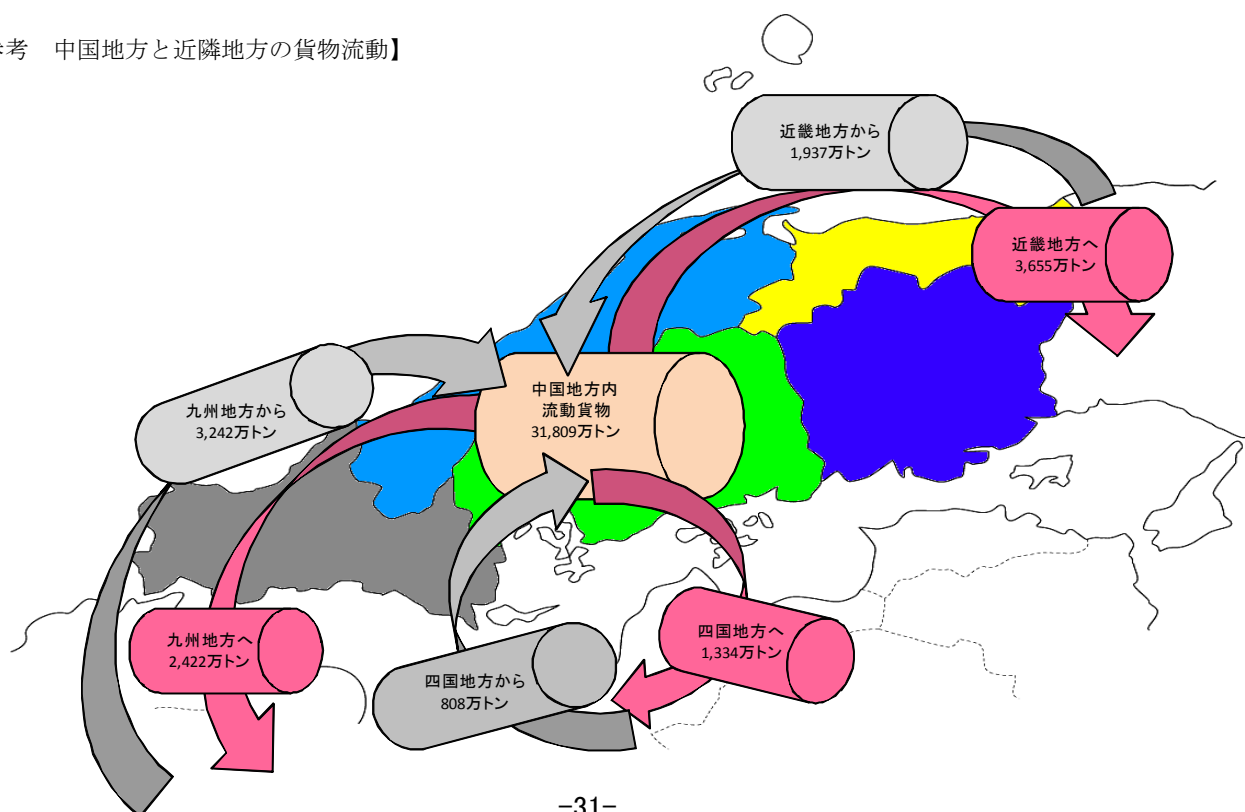 考 中国地方と近隣地方の貨物流動】
近畿地方から
1,937万トン
近畿地方へ
3,655万トン
九州地方から
3,242万トン
中国地方内
流動貨物
31,809万トン
九州地方へ
2,422万トン
四国地方から
808万トン
四国地方へ
1,334万トン
-31-